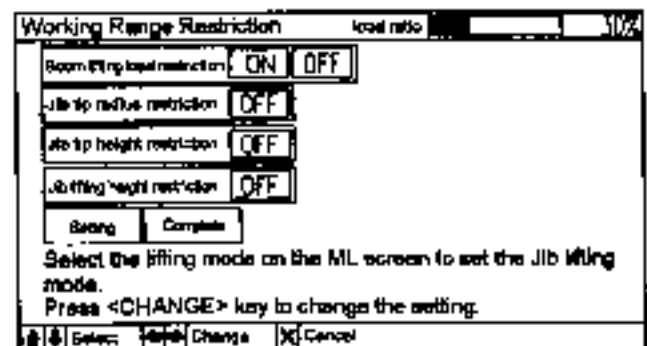 Working Range Restriction load ratio
Boom lifting load restriction ON OFF
Jib tip radius restriction OFF
Jib tip height restriction OFF
Jib lifting height restriction OFF
Setting Complete
Select the lifting mode on the ML screen to set the Jib lifting
mode.
Press <CHANGE> key to change the setting.
Select Change Cancel